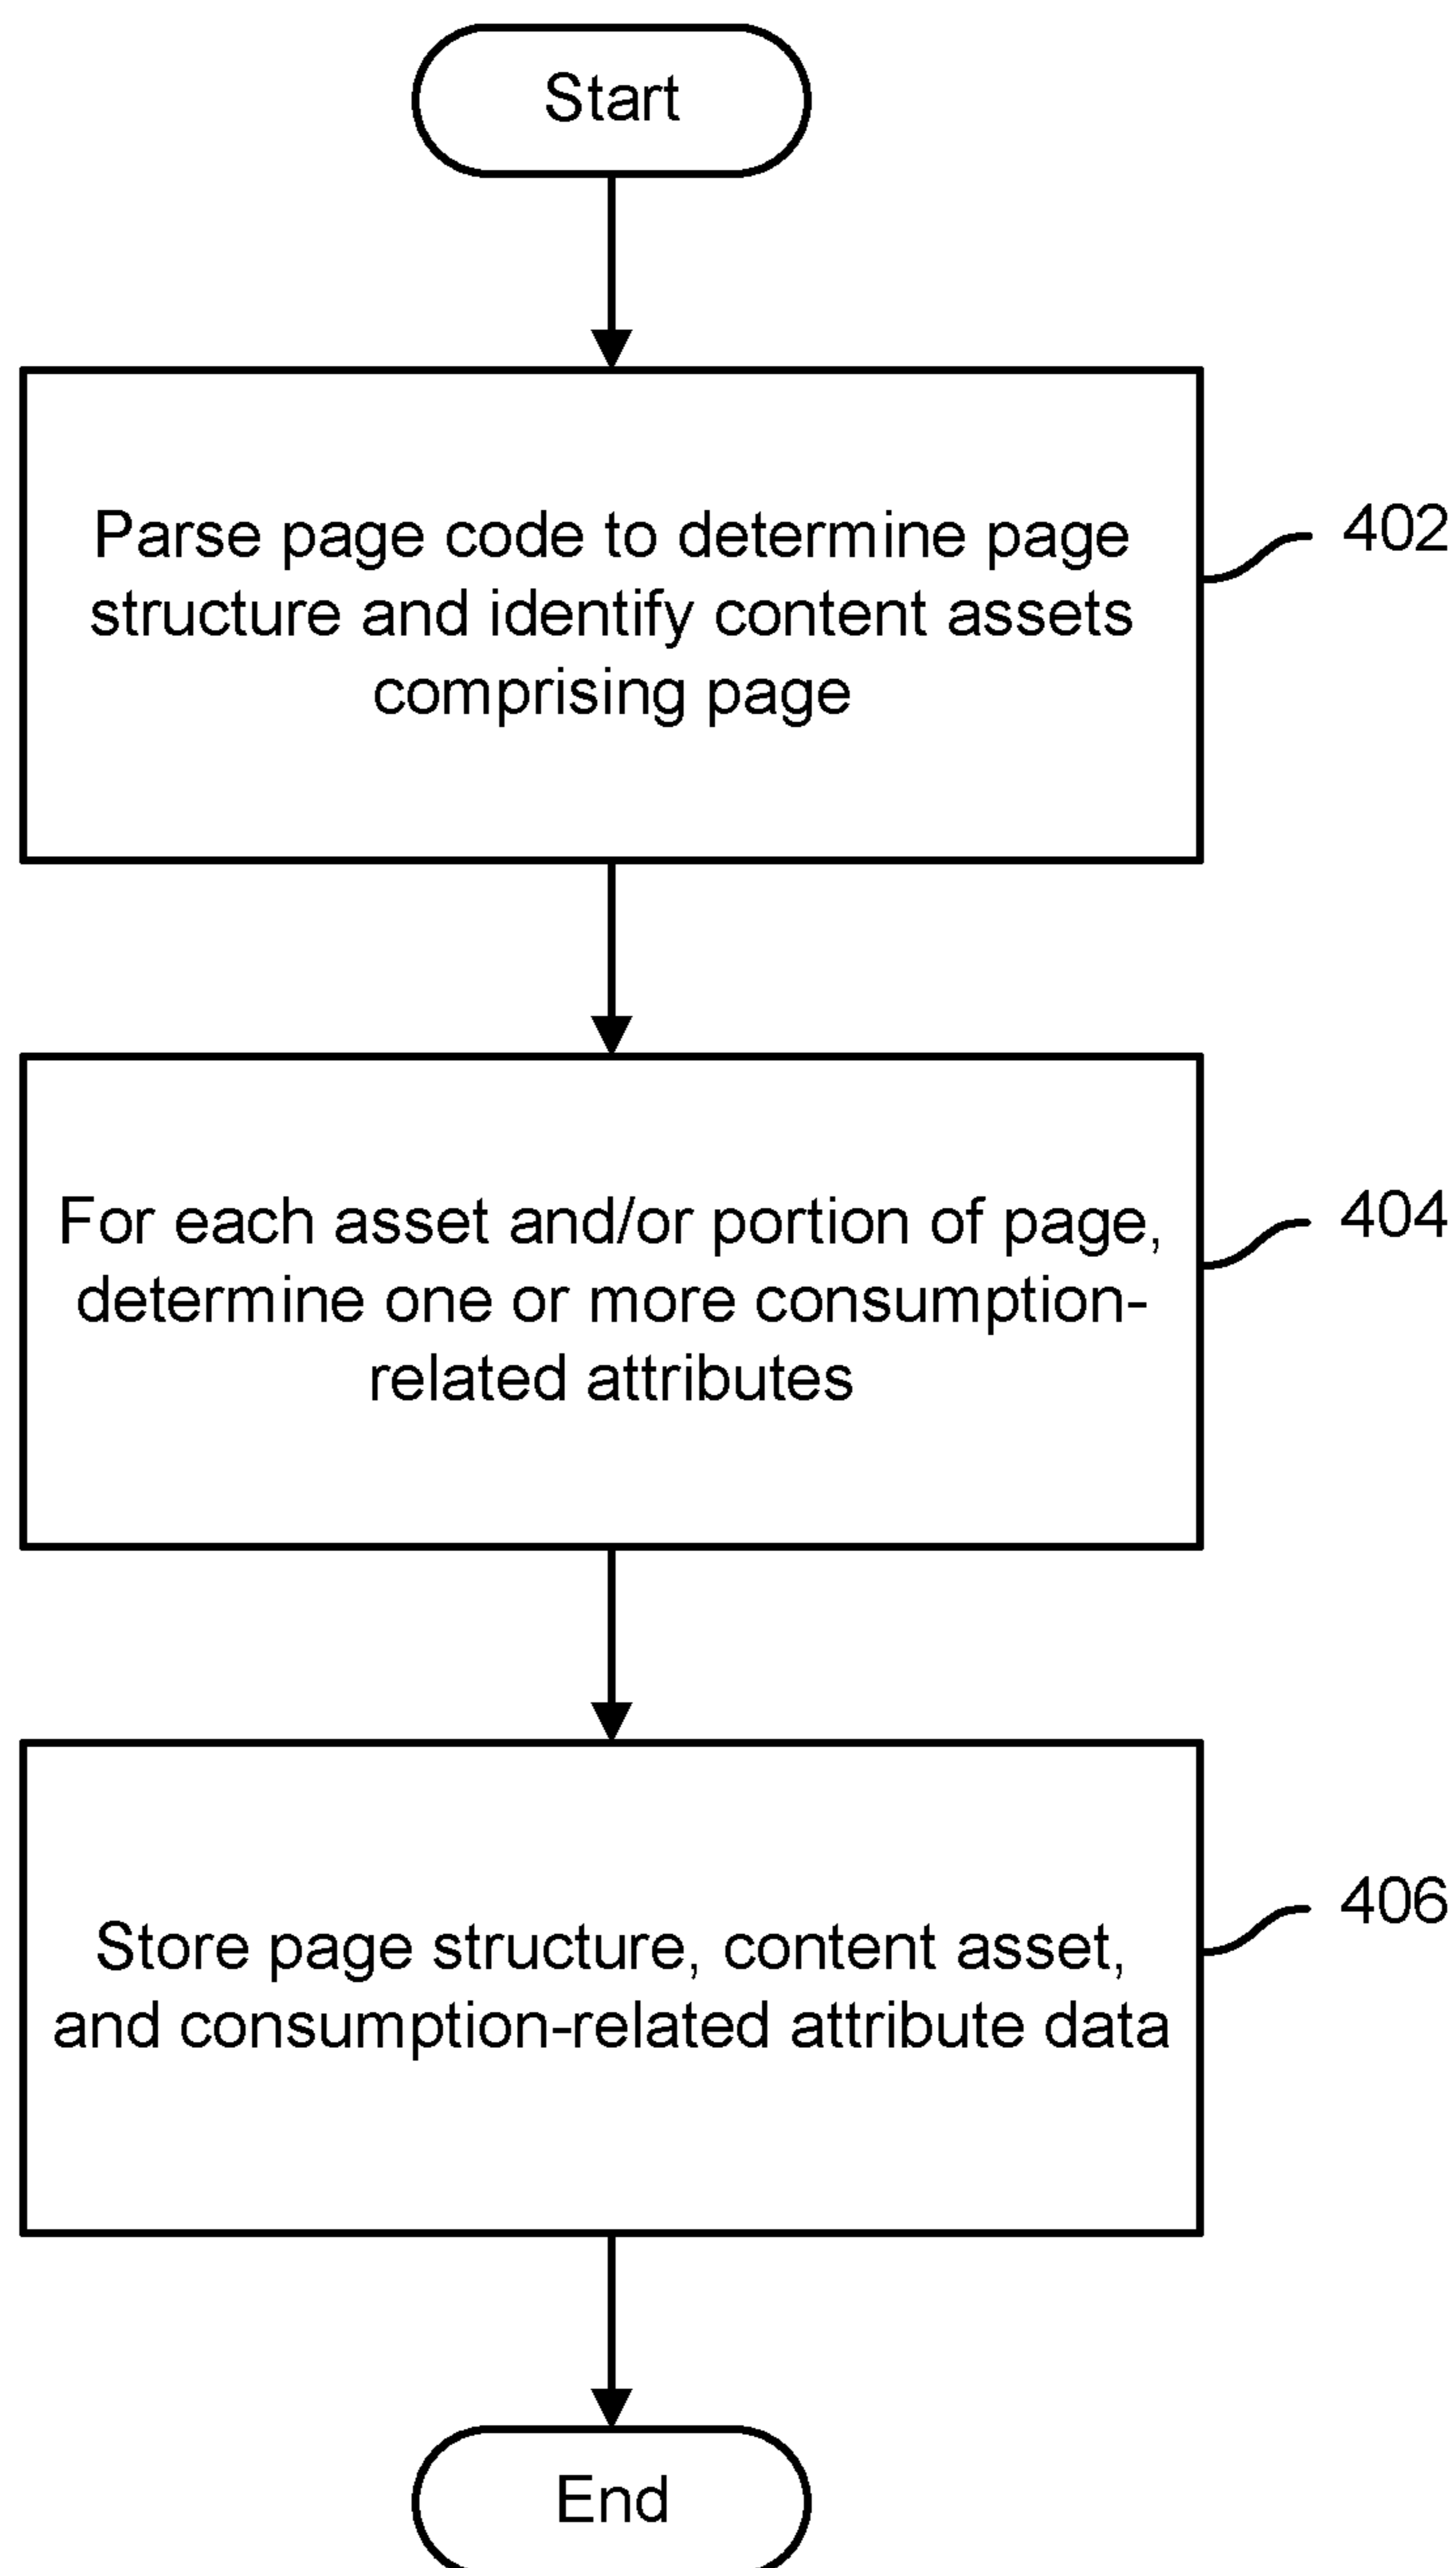 Start
Parse page code to determine page
structure and identify content assets
comprising page
402
For each asset and/or portion of page,
determine one or more consumption-
related attributes
404
Store page structure, content asset,
and consumption-related attribute data
406
End